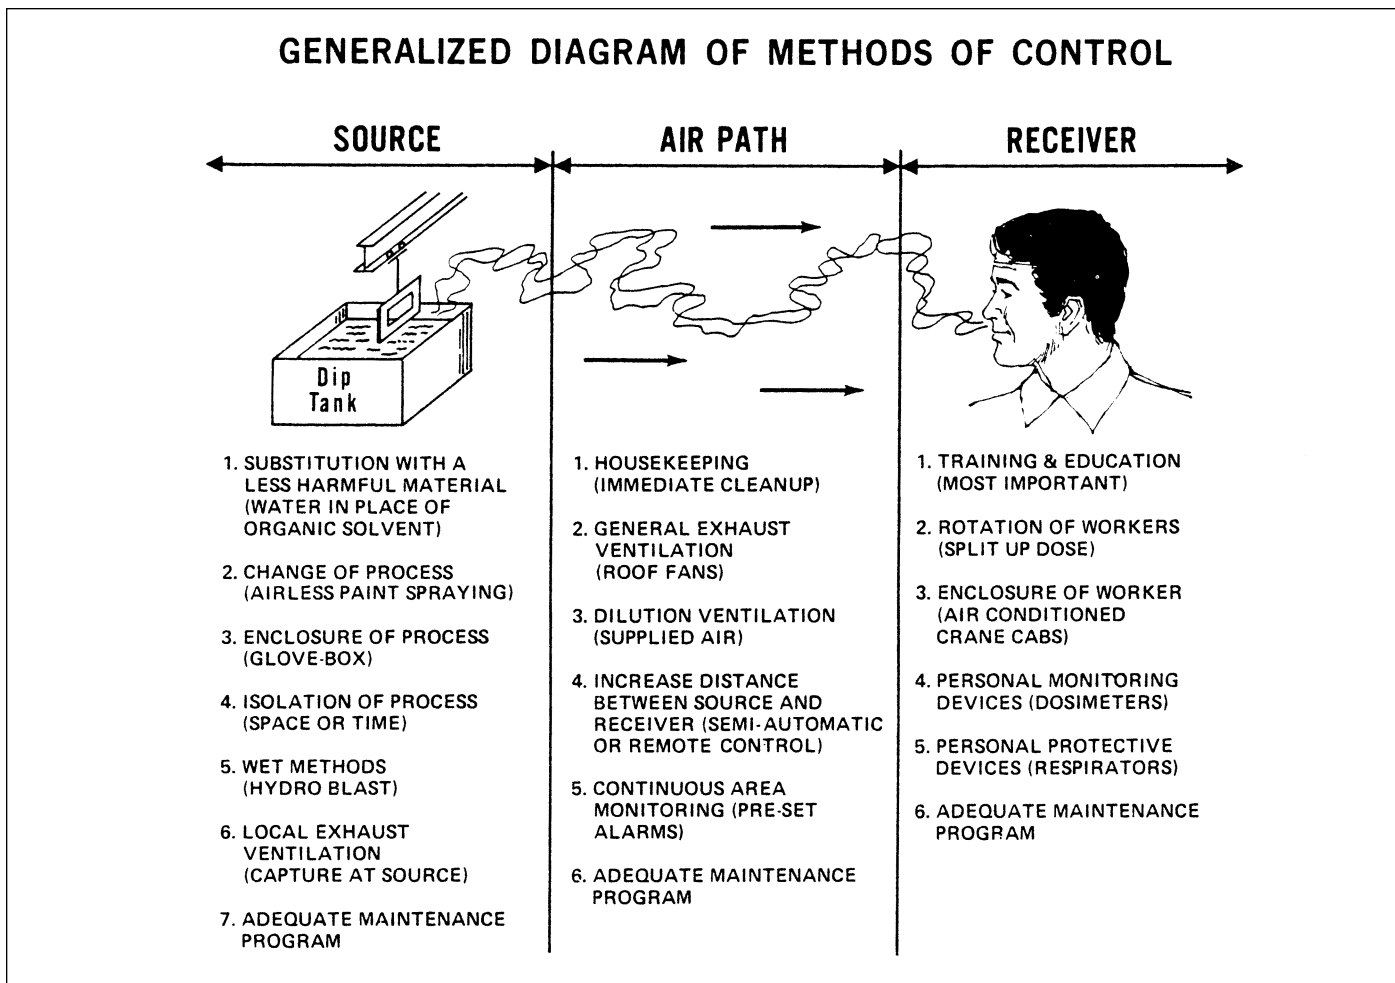 GENERALIZED DIAGRAM OF METHODS OF CONTROL
SOURCE
AIR PATH
RECEIVER
Dip
Tank
1. SUBSTITUTION WITH A
LESS HARMFUL MATERIAL
(WATER IN PLACE OF
ORGANIC SOLVENT)
2. CHANGE OF PROCESS
(AIRLESS PAINT SPRAYING)
3. ENCLOSURE OF PROCESS
(GLOVE-BOX)
4. ISOLATION OF PROCESS
(SPACE OR TIME)
5. WET METHODS
(HYDRO BLAST)
6. LOCAL EXHAUST
VENTILATION
(CAPTURE AT SOURCE)
7. ADEQUATE MAINTENANCE
PROGRAM
1. HOUSEKEEPING
(IMMEDIATE CLEANUP)
2. GENERAL EXHAUST
VENTILATION
(ROOF FANS)
3. DILUTION VENTILATION
(SUPPLIED AIR)
4. INCREASE DISTANCE
BETWEEN SOURCE AND
RECEIVER (SEMI-AUTOMATIC
OR REMOTE CONTROL)
5. CONTINUOUS AREA
MONITORING (PRE-SET
ALARMS)
6. ADEQUATE MAINTENANCE
PROGRAM
1. TRAINING & EDUCATION
(MOST IMPORTANT)
2. ROTATION OF WORKERS
(SPLIT UP DOSE)
3. ENCLOSURE OF WORKER
(AIR CONDITIONED
CRANE CABS)
4. PERSONAL MONITORING
DEVICES (DOSIMETERS)
5. PERSONAL PROTECTIVE
DEVICES (RESPIRATORS)
6. ADEQUATE MAINTENANCE
PROGRAM